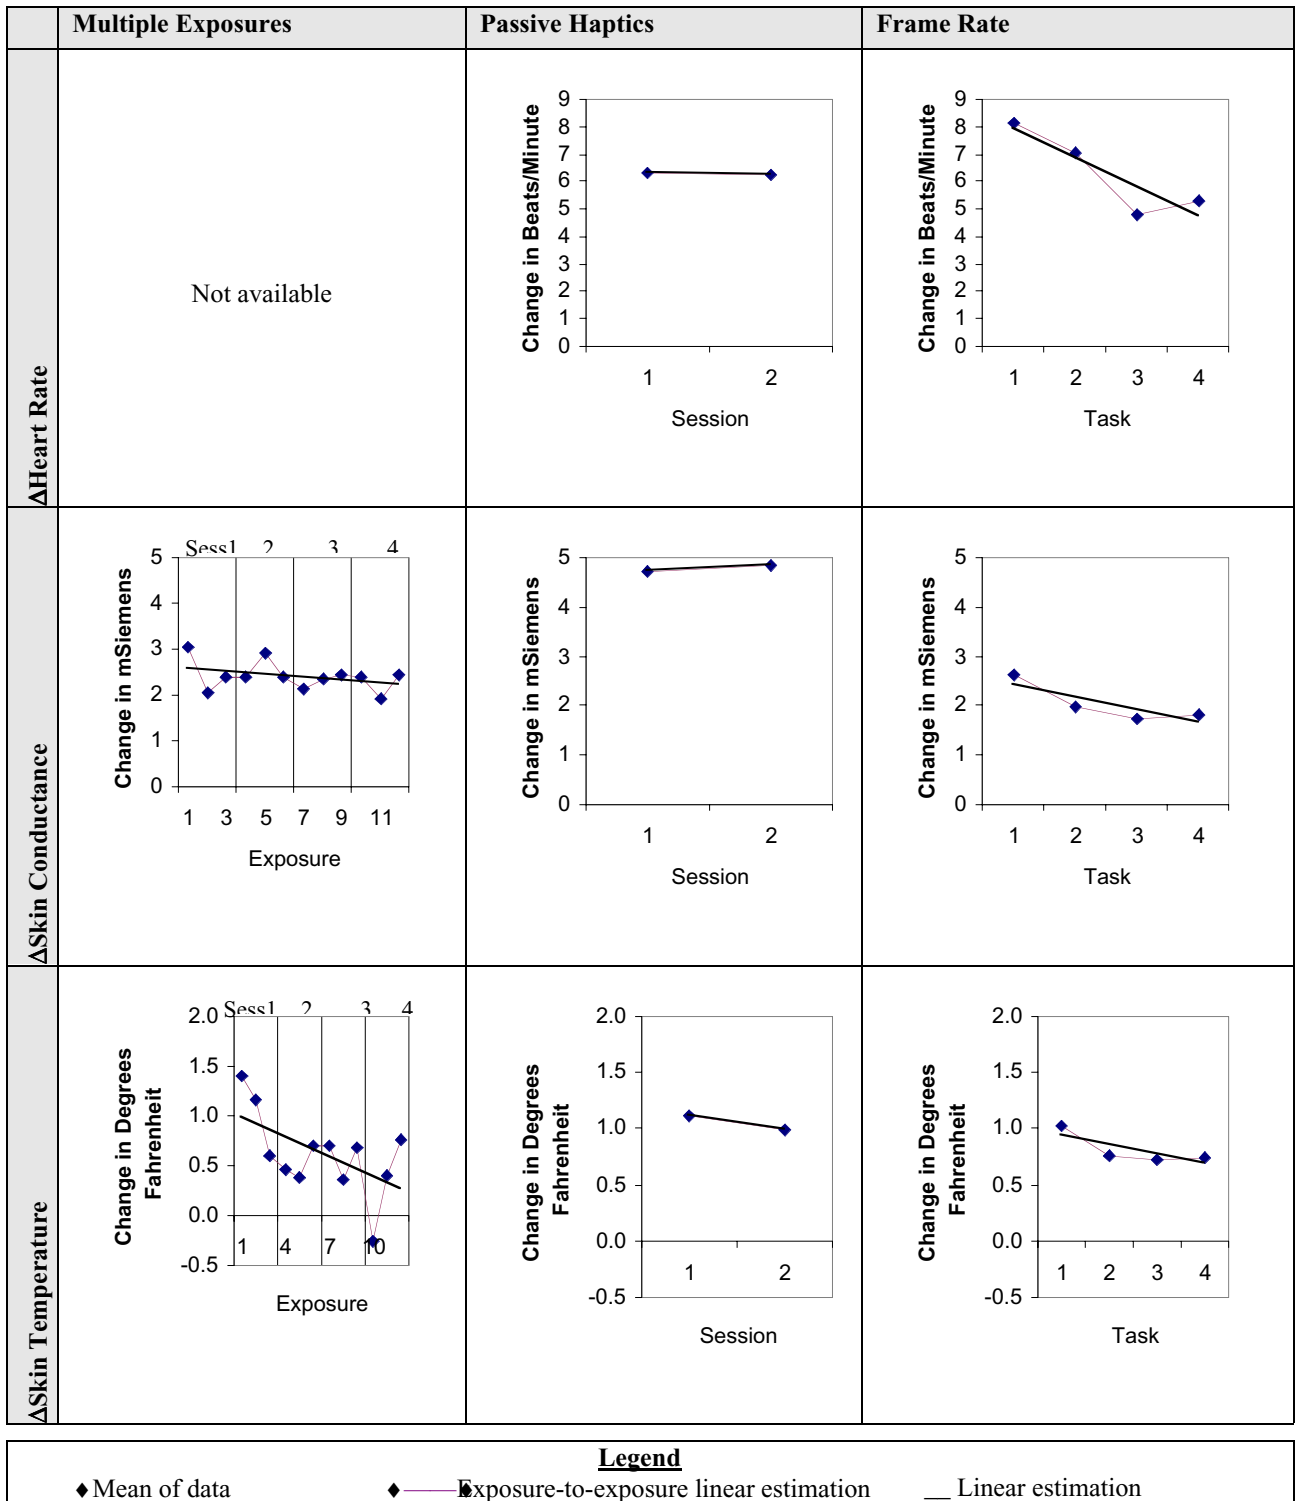 Multiple Exposures Passive Haptics Frame Rate
ΔHeart Rate
Not available
Change in Beats/Minute
9
8
7
6
5
4
3
2
1
0
1 2
Session
Change in Beats/Minute
9
8
7
6
5
4
3
2
1
0
1 2 3 4
Task
ΔSkin Conductance
Sess1 2 3 4
Change in mSiemens
5
4
3
2
1
0
1 3 5 7 9 11
Exposure
Change in mSiemens
5
4
3
2
1
0
1 2
Session
Change in mSiemens
5
4
3
2
1
0
1 2 3 4
Task
ΔSkin Temperature
Sess1 2 3 4
Change in Degrees
Fahrenheit
2.0
1.5
1.0
0.5
0.0
-0.5
1 4 7 10
Exposure
Change in Degrees
Fahrenheit
2.0
1.5
1.0
0.5
0.0
-0.5
1 2
Session
Change in Degrees
Fahrenheit
2.0
1.5
1.0
0.5
0.0
-0.5
1 2 3 4
Task
Legend
Mean of data Exposure-to-exposure linear estimation __ Linear estimation